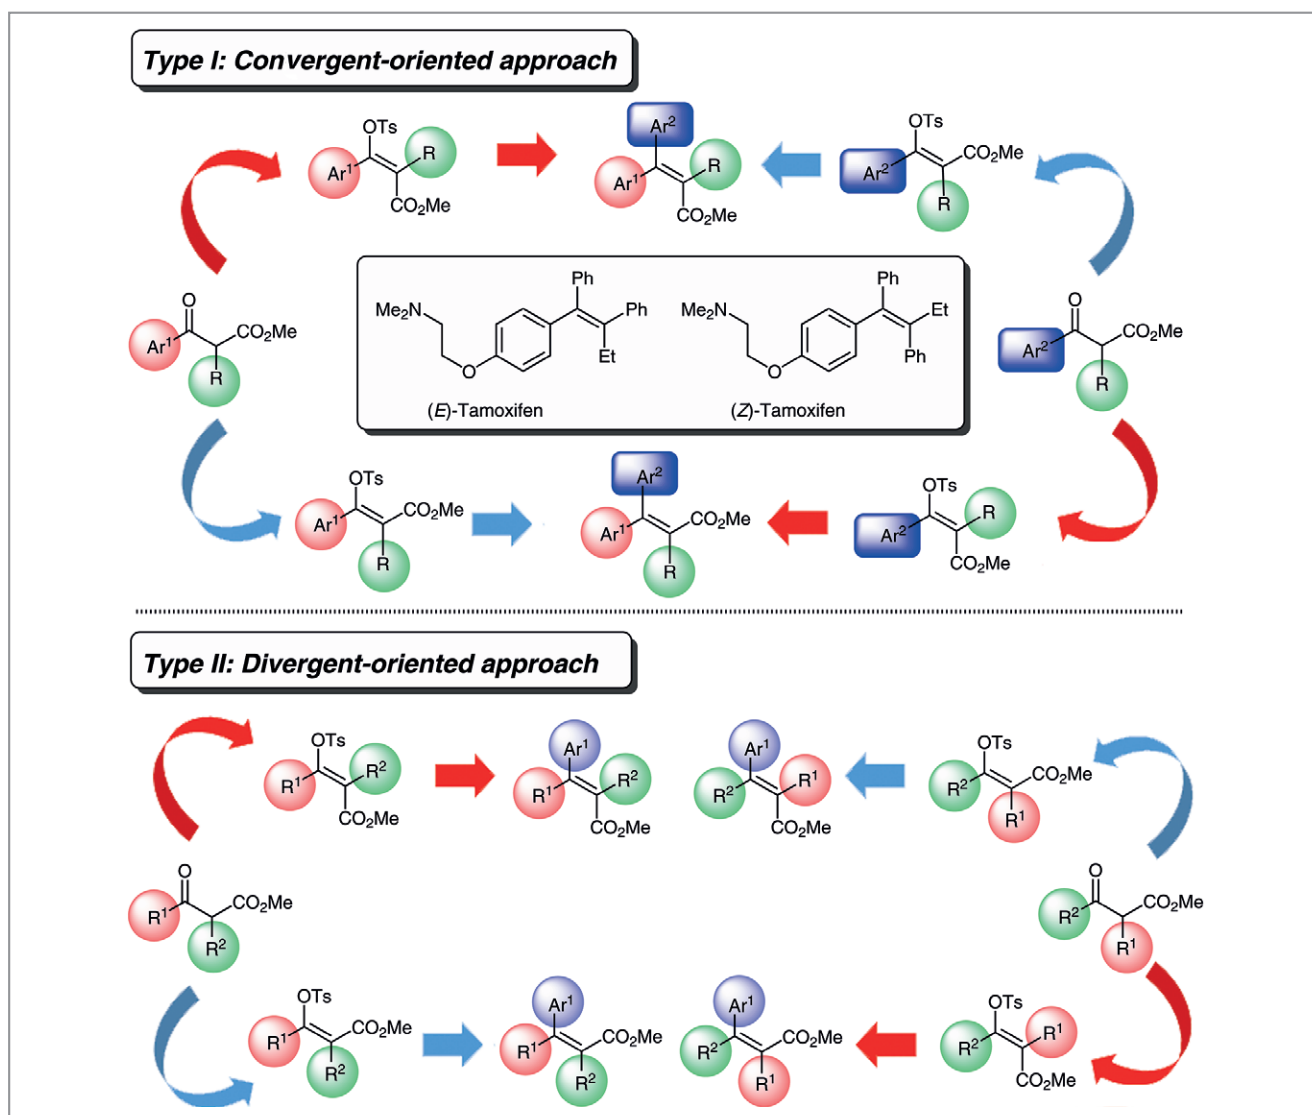 Type I: Convergent-oriented approach
OTs
Ar¹
R
CO₂Me
Ar²
Ar¹
R
CO₂Me
OTs
Ar²
CO₂Me
R
O
Ar¹
CO₂Me
R
Ph
Me₂N
Ph
Et
O
(E)-Tamoxifen
Ph
Me₂N
Et
Ph
O
(Z)-Tamoxifen
O
Ar²
CO₂Me
R
OTs
Ar¹
CO₂Me
R
Ar²
Ar¹
CO₂Me
R
OTs
Ar²
R
CO₂Me
Type II: Divergent-oriented approach
OTs
R¹
R²
CO₂Me
Ar¹
R¹
R²
CO₂Me
Ar¹
R²
R¹
CO₂Me
OTs
R²
CO₂Me
R¹
O
R¹
CO₂Me
R²
O
R²
CO₂Me
R¹
OTs
R¹
CO₂Me
R²
Ar¹
R¹
CO₂Me
R²
Ar¹
R²
CO₂Me
R¹
OTs
R²
R¹
CO₂Me